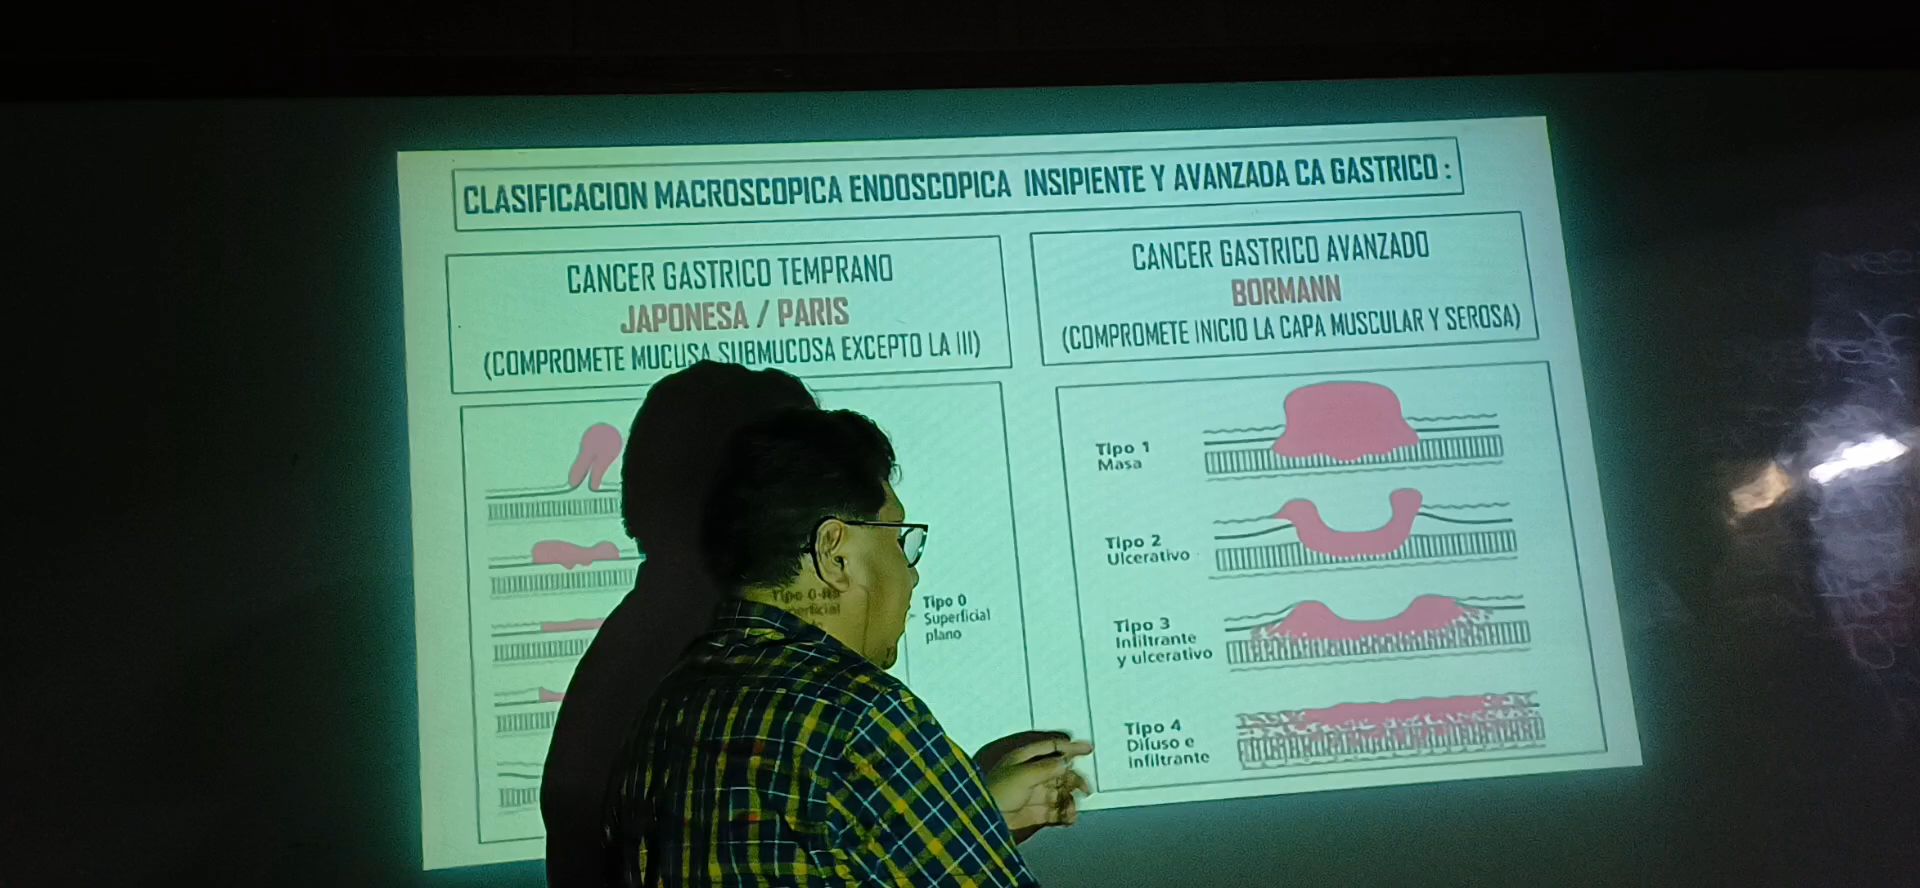 CLASIFICACION MACROSCOPICA ENDOSCOPICA INSIPIENTE Y AVANZADA CA GASTRICO :
CANCER GASTRICO TEMPRANO
JAPONESA / PARIS
(COMPROMETE MUCUSA SUBMUCOSA EXCEPTO LA III)
Tipo 0
Superficial
plano
CANCER GASTRICO AVANZADO
BORMANN
(COMPROMETE INICIO LA CAPA MUSCULAR Y SEROSA)
Tipo 1
Masa
Tipo 2
Ulcerativo
Tipo 3
Infiltrante
y ulcerativo
Tipo 4
Difuso e
infiltrante